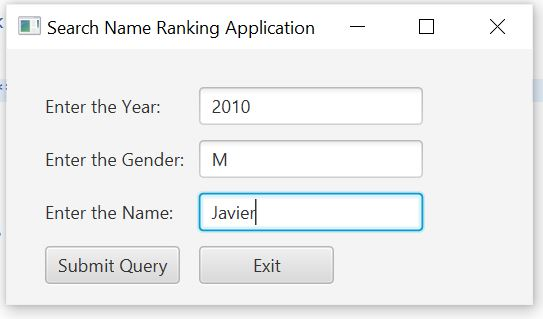 Search Name Ranking Application
Enter the Year: 2010
Enter the Gender: M
Enter the Name: Javier
Submit Query Exit